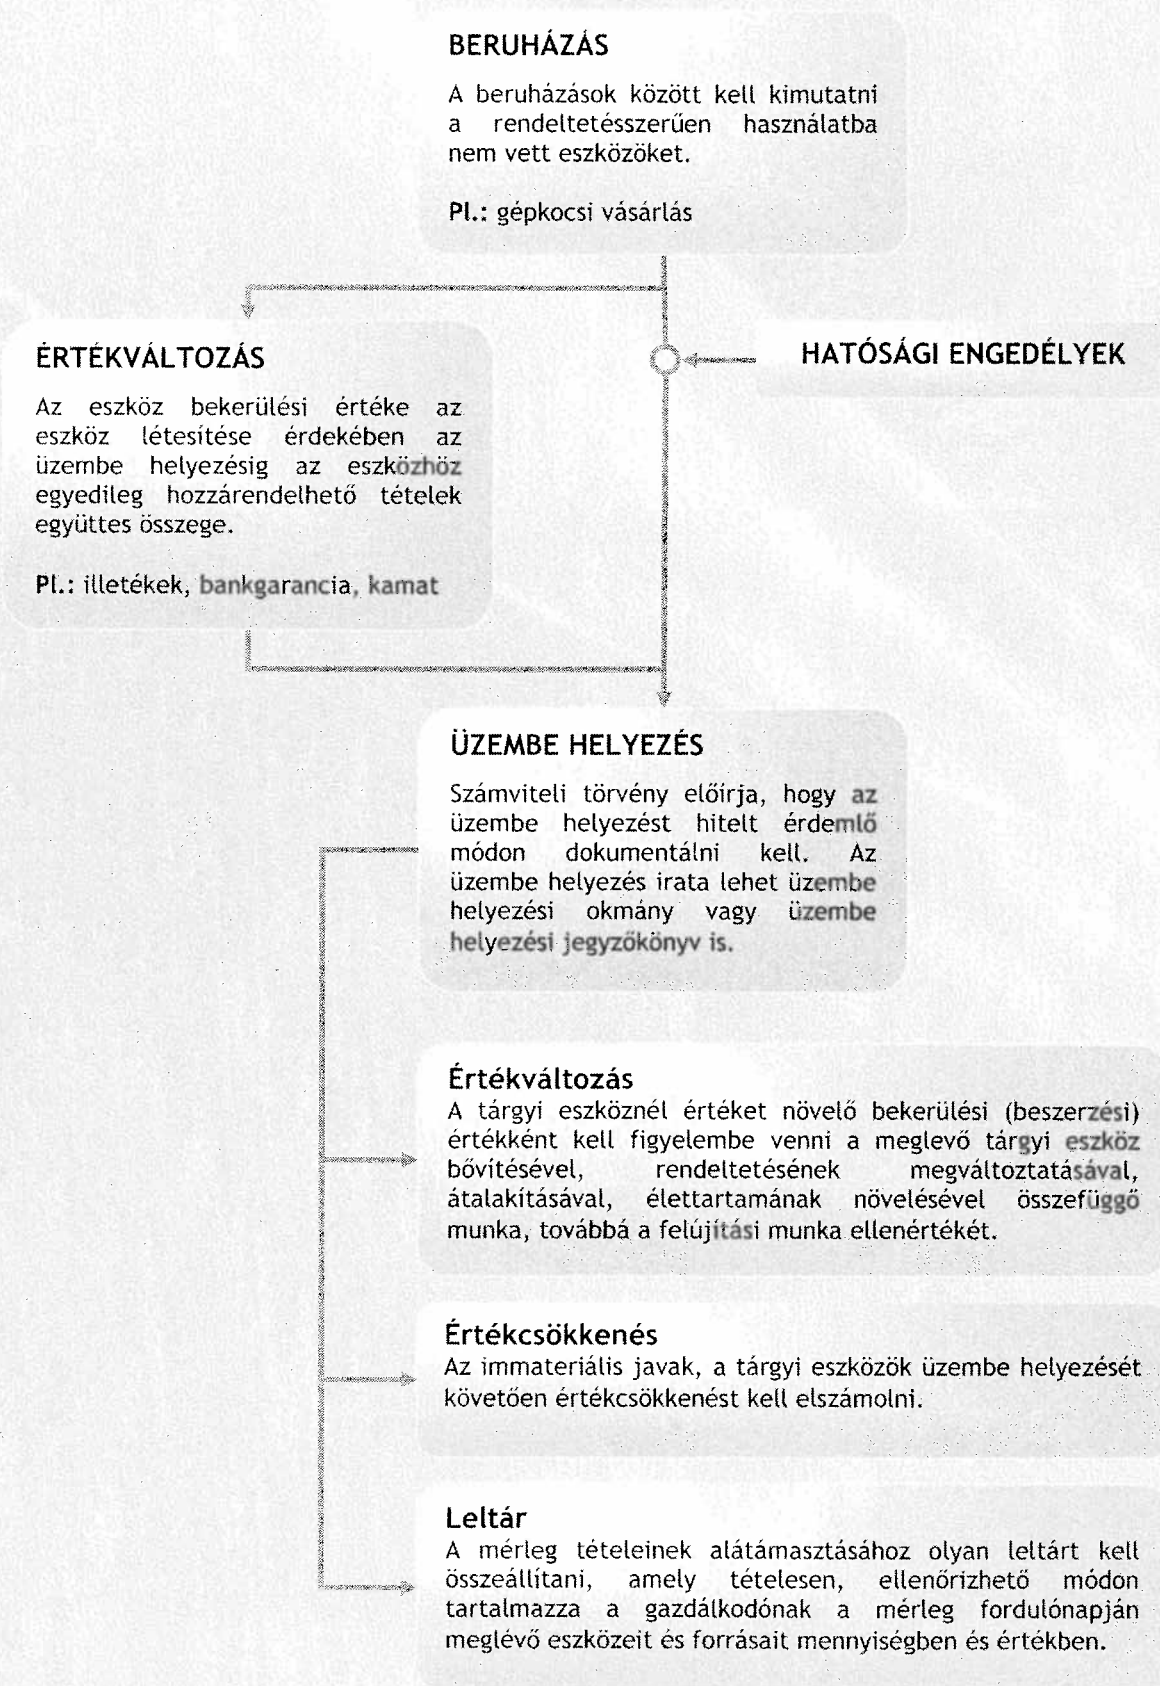 BERUHÁZÁS
A beruházások között kell kimutatni
a rendeltetésszerűen használatba
nem vett eszközöket.
Pl.: gépkocsi vásárlás
ÉRTÉKVÁLTOZÁS
Az eszköz bekerülési értéke az
eszköz létesítése érdekében az
üzembe helyezésig az eszközhöz
egyedileg hozzárendelhető tételek
együttes összege.
Pl.: illetékek, bankgarancia, kamat
HATÓSÁGI ENGEDÉLYEK
ÜZEMBE HELYEZÉS
Számviteli törvény előírja, hogy az
üzembe helyezést hitelt érdemlő
módon dokumentálni kell. Az
üzembe helyezés irata lehet üzembe
helyezési okmány vagy üzembe
helyezési jegyzőkönyv is.
Értékváltozás
A tárgyi eszköznél értéket növelő bekerülési (beszerzési)
értékként kell figyelembe venni a meglevő tárgyi eszköz
bővítésével, rendeltetésének megváltoztatásával,
átalakításával, élettartamának növelésével összefüggő
munka, továbbá a felújítási munka ellenértékét.
Értékcsökkenés
Az immateriális javak, a tárgyi eszközök üzembe helyezését
követően értékcsökkenést kell elszámolni.
Leltár
A mérleg tételeinek alátámasztásához olyan leltárt kell
összeállítani, amely tételesen, ellenőrizhető módon
tartalmazza a gazdálkodónak a mérleg fordulónapján
meglévő eszközeit és forrásait mennyiségben és értékben.